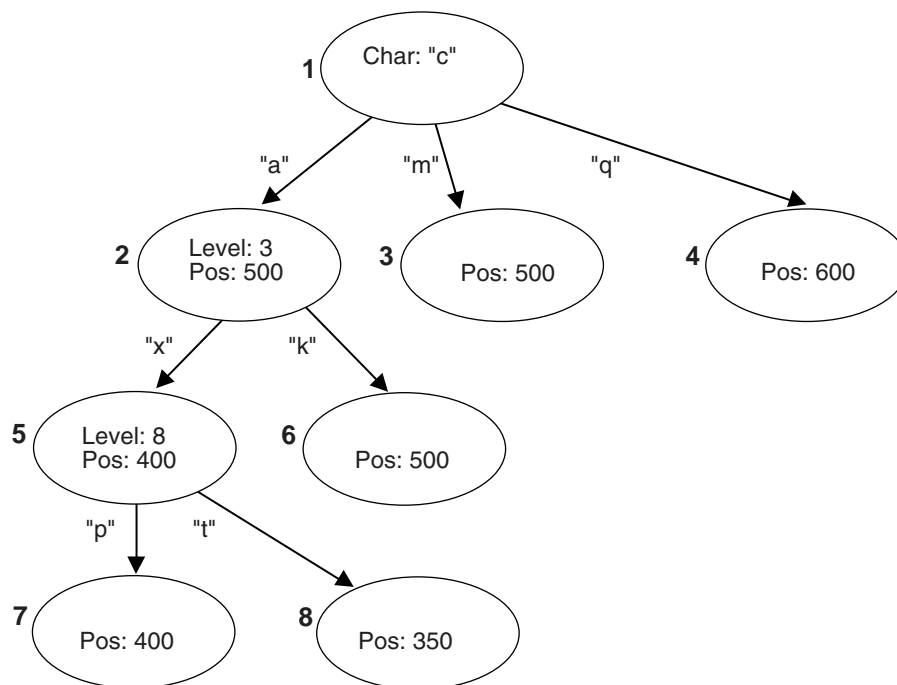 1
Char: "c"
"a"
"m"
"q"
2
Level: 3
Pos: 500
3
Pos: 500
4
Pos: 600
"x"
"k"
5
Level: 8
Pos: 400
6
Pos: 500
"p"
"t"
7
Pos: 400
8
Pos: 350